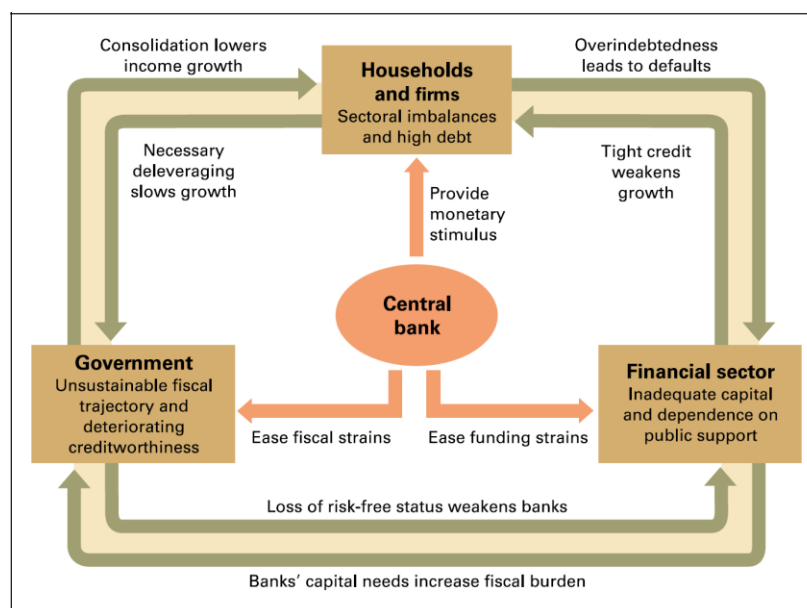 Consolidation lowers
income growth
Households
and firms
Sectoral imbalances
and high debt
Overindebtedness
leads to defaults
Necessary
deleveraging
slows growth
Tight credit
weakens
growth
Provide
monetary
stimulus
Central
bank
Government
Unsustainable fiscal
trajectory and
deteriorating
creditworthiness
Financial sector
Inadequate capital
and dependence on
public support
Ease fiscal strains
Ease funding strains
Loss of risk-free status weakens banks
Banks’ capital needs increase fiscal burden